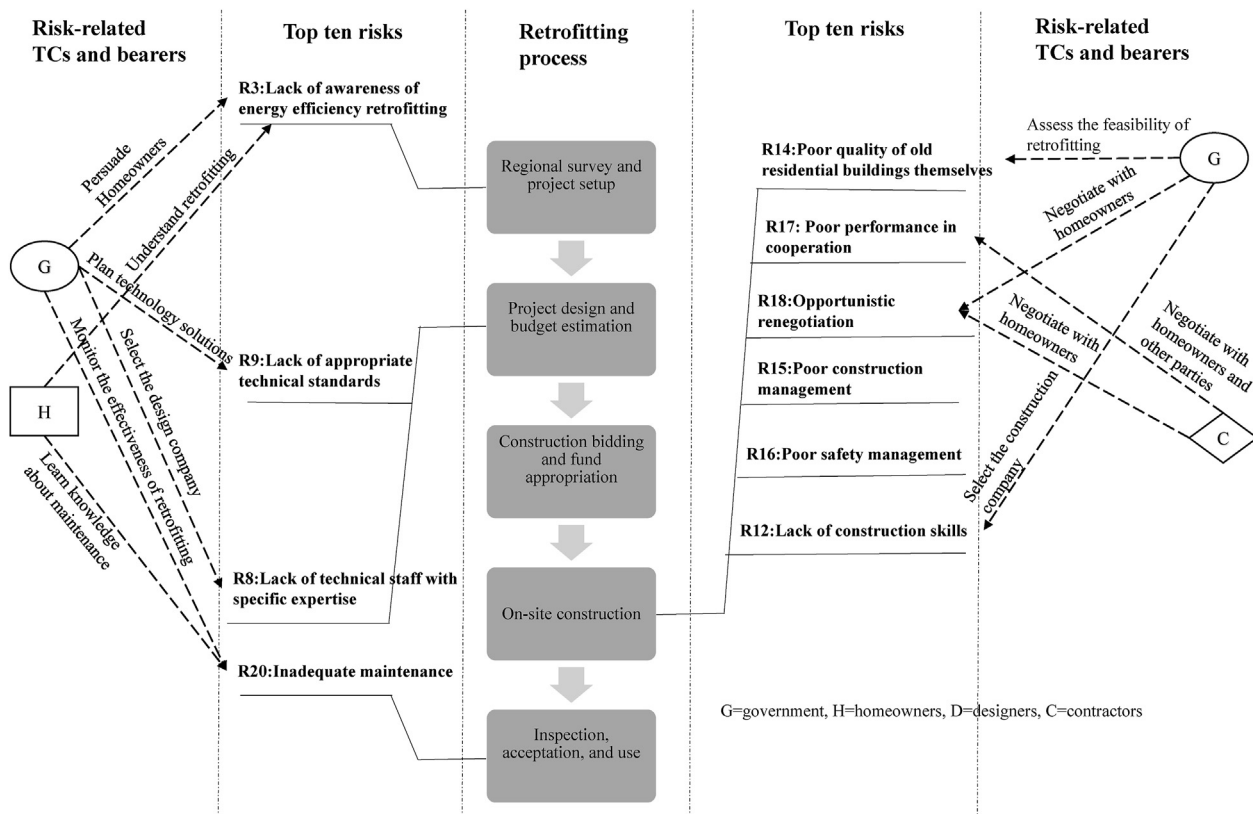 Risk-related
TCs and bearers
Top ten risks
Retrofitting
process
Top ten risks
Risk-related
TCs and bearers
R3:Lack of awareness of
energy efficiency retrofitting
Persuade
Homeowners
Understand retrofitting
G
Plan technology solutions
Select the design company
Monitor the effectiveness of retrofitting
H
Learn knowledge
about maintenance
R9:Lack of appropriate
technical standards
R8:Lack of technical staff with
specific expertise
R20:Inadequate maintenance
Regional survey and
project setup
Project design and
budget estimation
Construction bidding
and fund
appropriation
On-site construction
Inspection,
acceptation, and use
R14:Poor quality of old
residential buildings themselves
R17: Poor performance in
cooperation
R18:Opportunistic
renegotiation
R15:Poor construction
management
R16:Poor safety management
R12:Lack of construction skills
Assess the feasibility of
retrofitting
G
Negotiate with
homeowners
Negotiate with
homeowners
Negotiate with
homeowners and
other parties
C
Select the construction
company
G=government, H=homeowners, D=designers, C=contractors